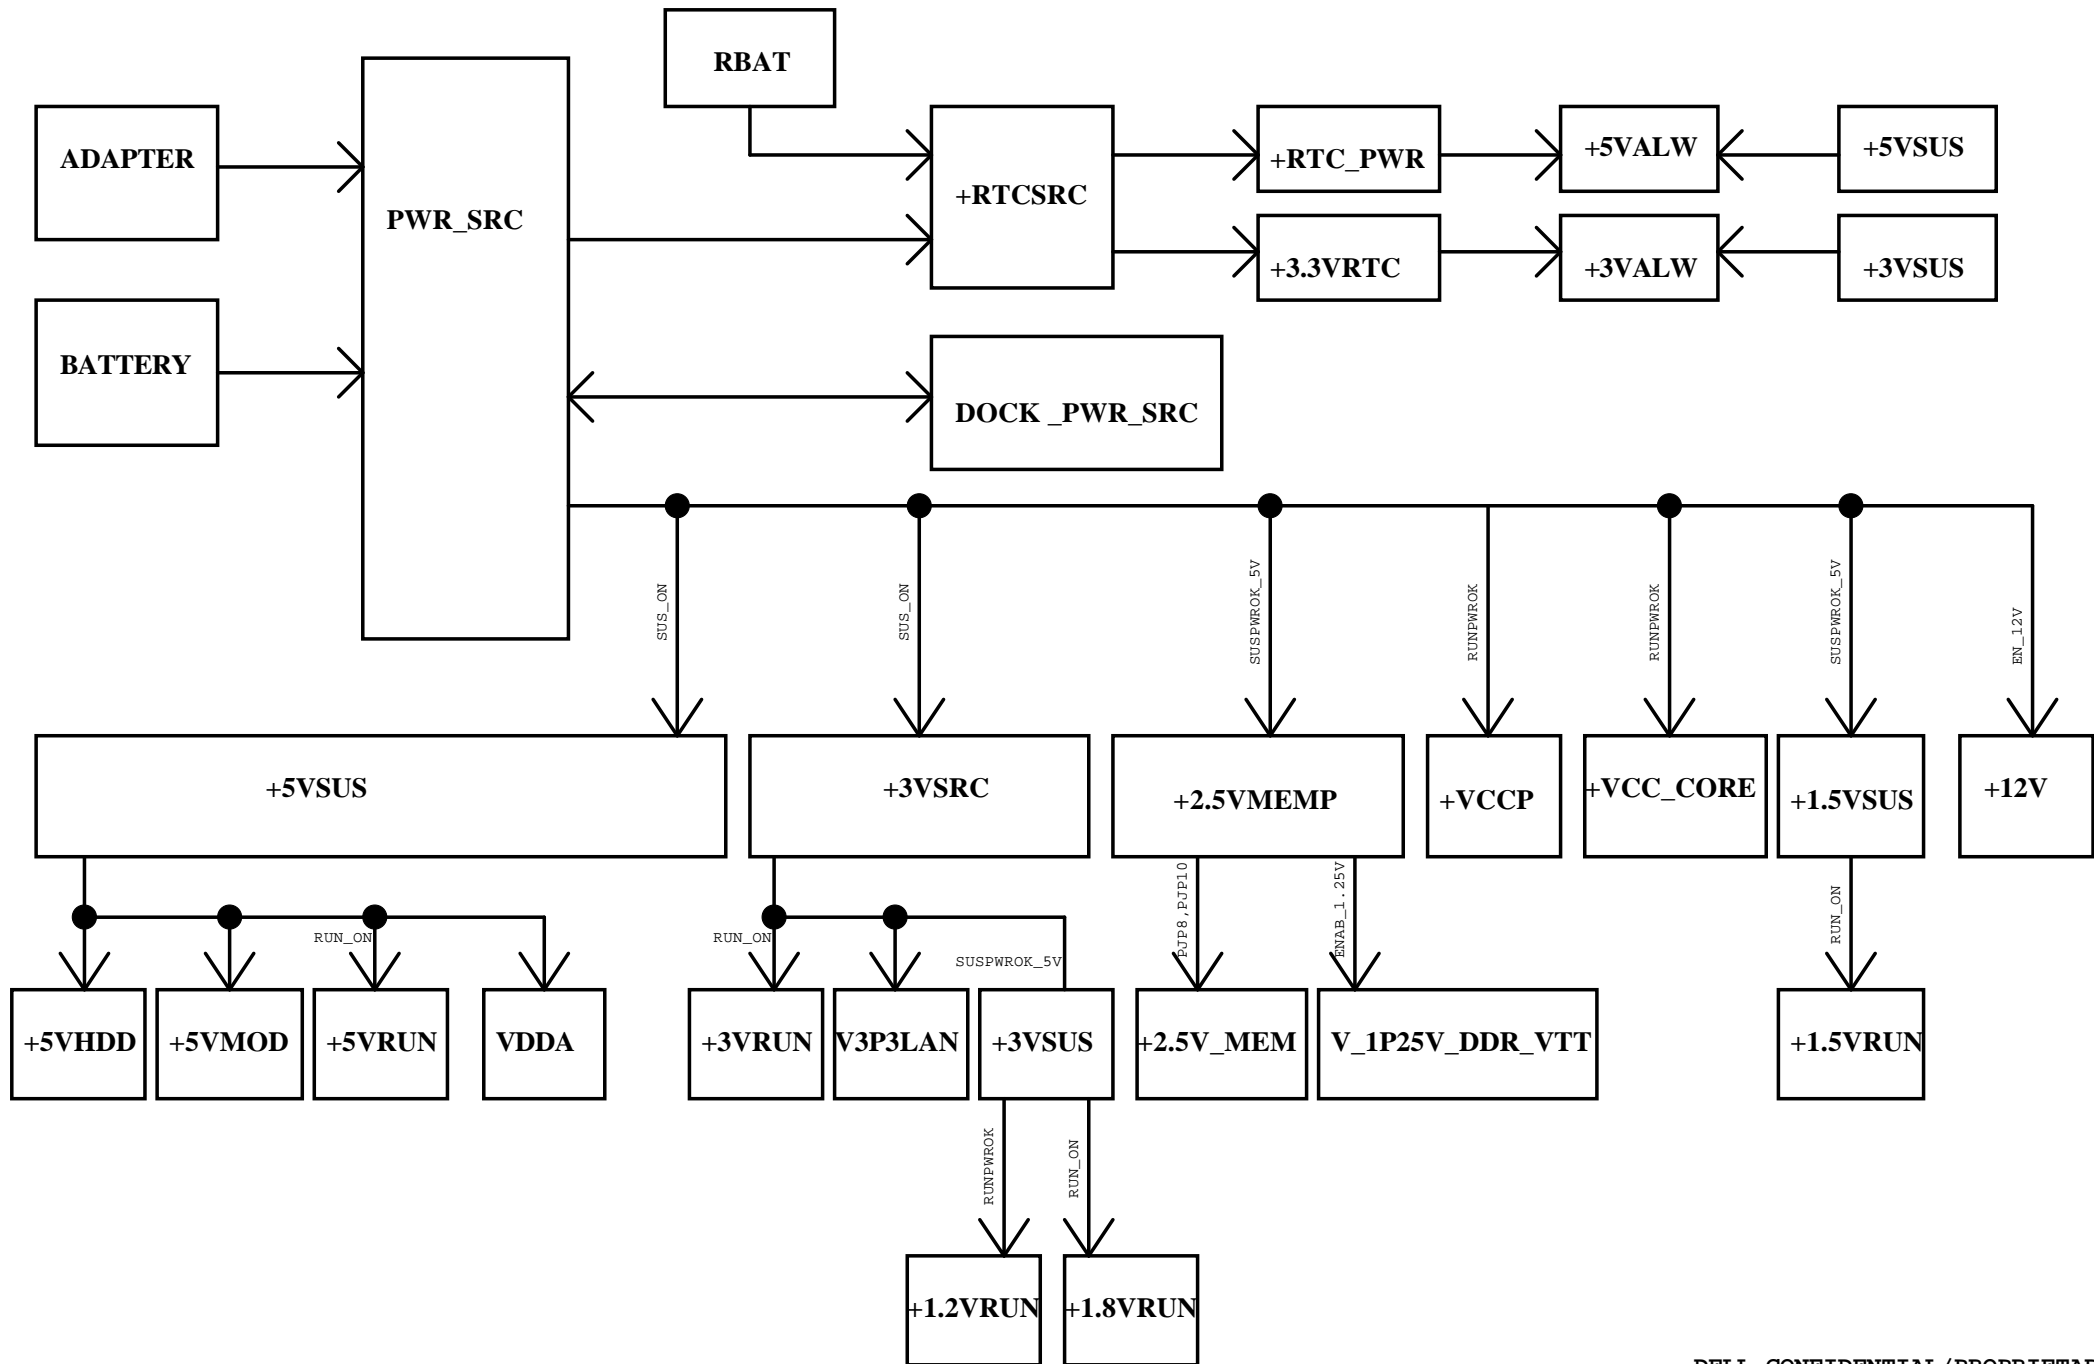 RBAT
ADAPTER
PWR_SRC
+RTCSRC
+RTC_PWR
+5VALW
+5VSUS
+3.3VRTC
+3VALW
+3VSUS
BATTERY
DOCK _PWR_SRC
SUS_ON
SUS_ON
SUSPWROK_5V
RUNPWROK
RUNPWROK
SUSPWROK_5V
EN_12V
+5VSUS
+3VSRC
+2.5VMEMP
+VCCP
+VCC_CORE
+1.5VSUS
+12V
RUN_ON
RUN_ON
SUSPWROK_5V
PJP8,PJP10
ENAB_1.25V
RUN_ON
+5VHDD
+5VMOD
+5VRUN
VDDA
+3VRUN
V3P3LAN
+3VSUS
+2.5V_MEM
V_1P25V_DDR_VTT
+1.5VRUN
RUNPWROK
RUN_ON
+1.2VRUN
+1.8VRUN